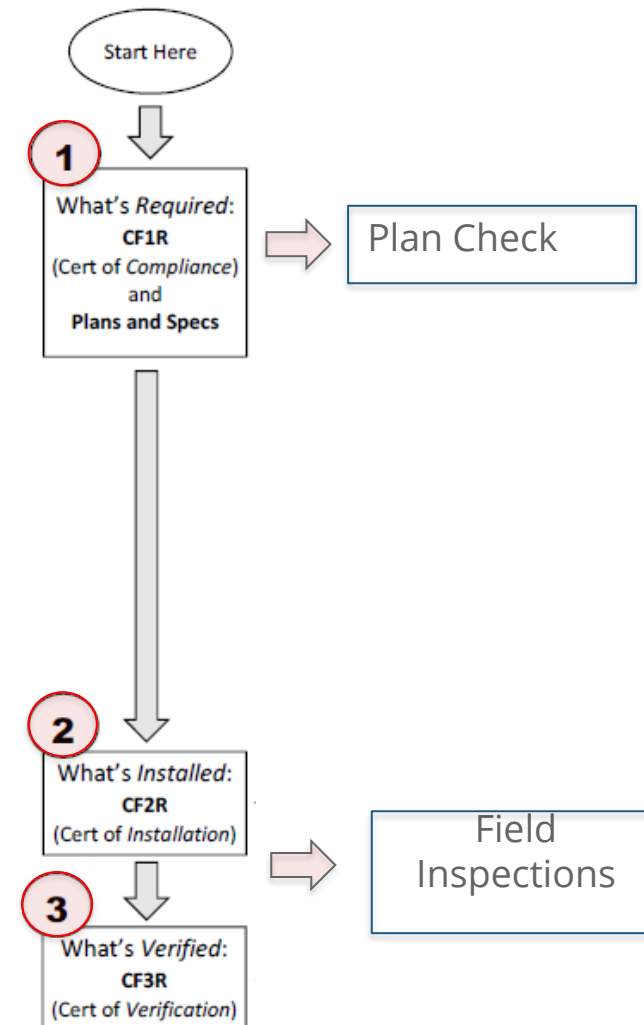 Start Here
1
What's Required:
CF1R
(Cert of Compliance)
and
Plans and Specs
Plan Check
2
What's Installed:
CF2R
(Cert of Installation)
Field
Inspections
3
What's Verified:
CF3R
(Cert of Verification)